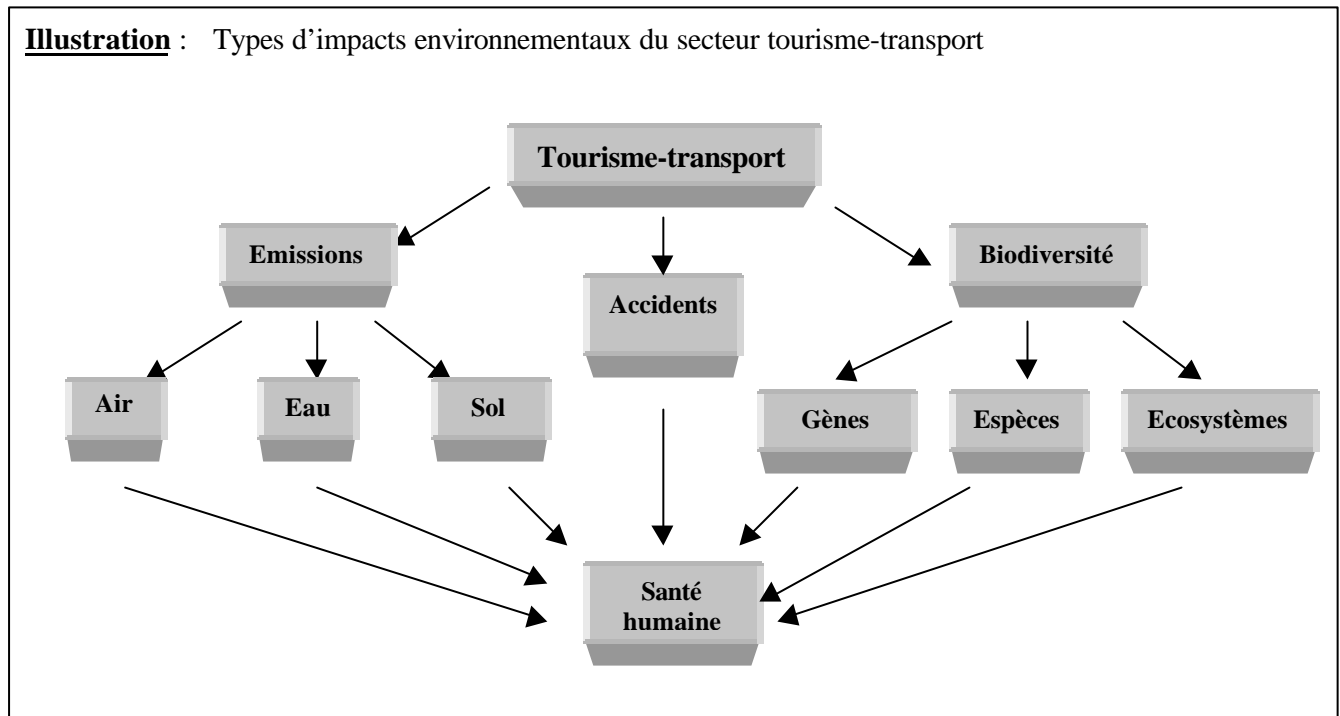 Illustration : Types d’impacts environnementaux du secteur tourisme-transport
Tourisme-transport
Emissions
Biodiversité
Accidents
Air
Eau
Sol
Gènes
Espèces
Ecosystèmes
Santé
humaine